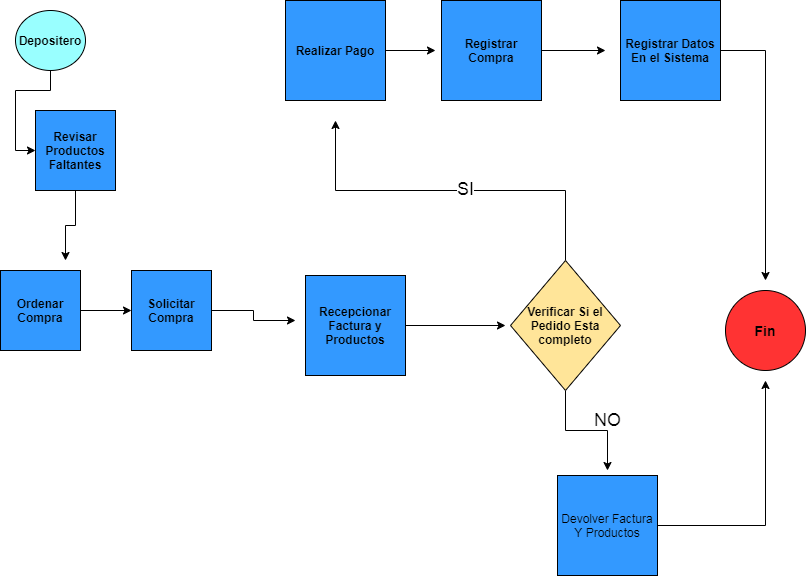 Depositero
Revisar
Productos
Faltantes
Ordenar
Compra
Solicitar
Compra
Recepcionar
Factura y
Productos
Verificar Si el
Pedido Esta
completo
SI
Realizar Pago
Registrar
Compra
Registrar Datos
En el Sistema
NO
Devolver Factura
Y Productos
Fin